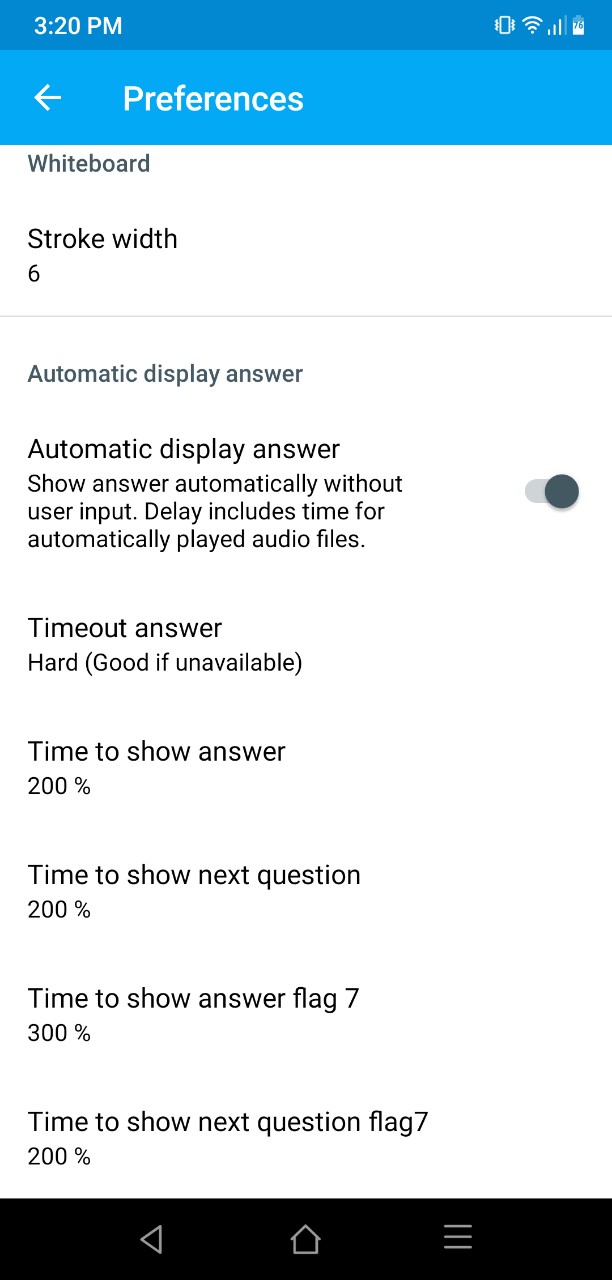 3:20 PM
76
Preferences
Whiteboard
Stroke width
6
Automatic display answer
Automatic display answer
Show answer automatically without
user input. Delay includes time for
automatically played audio files.
Timeout answer
Hard (Good if unavailable)
Time to show answer
200 %
Time to show next question
200 %
Time to show answer flag 7
300 %
Time to show next question flag7
200 %